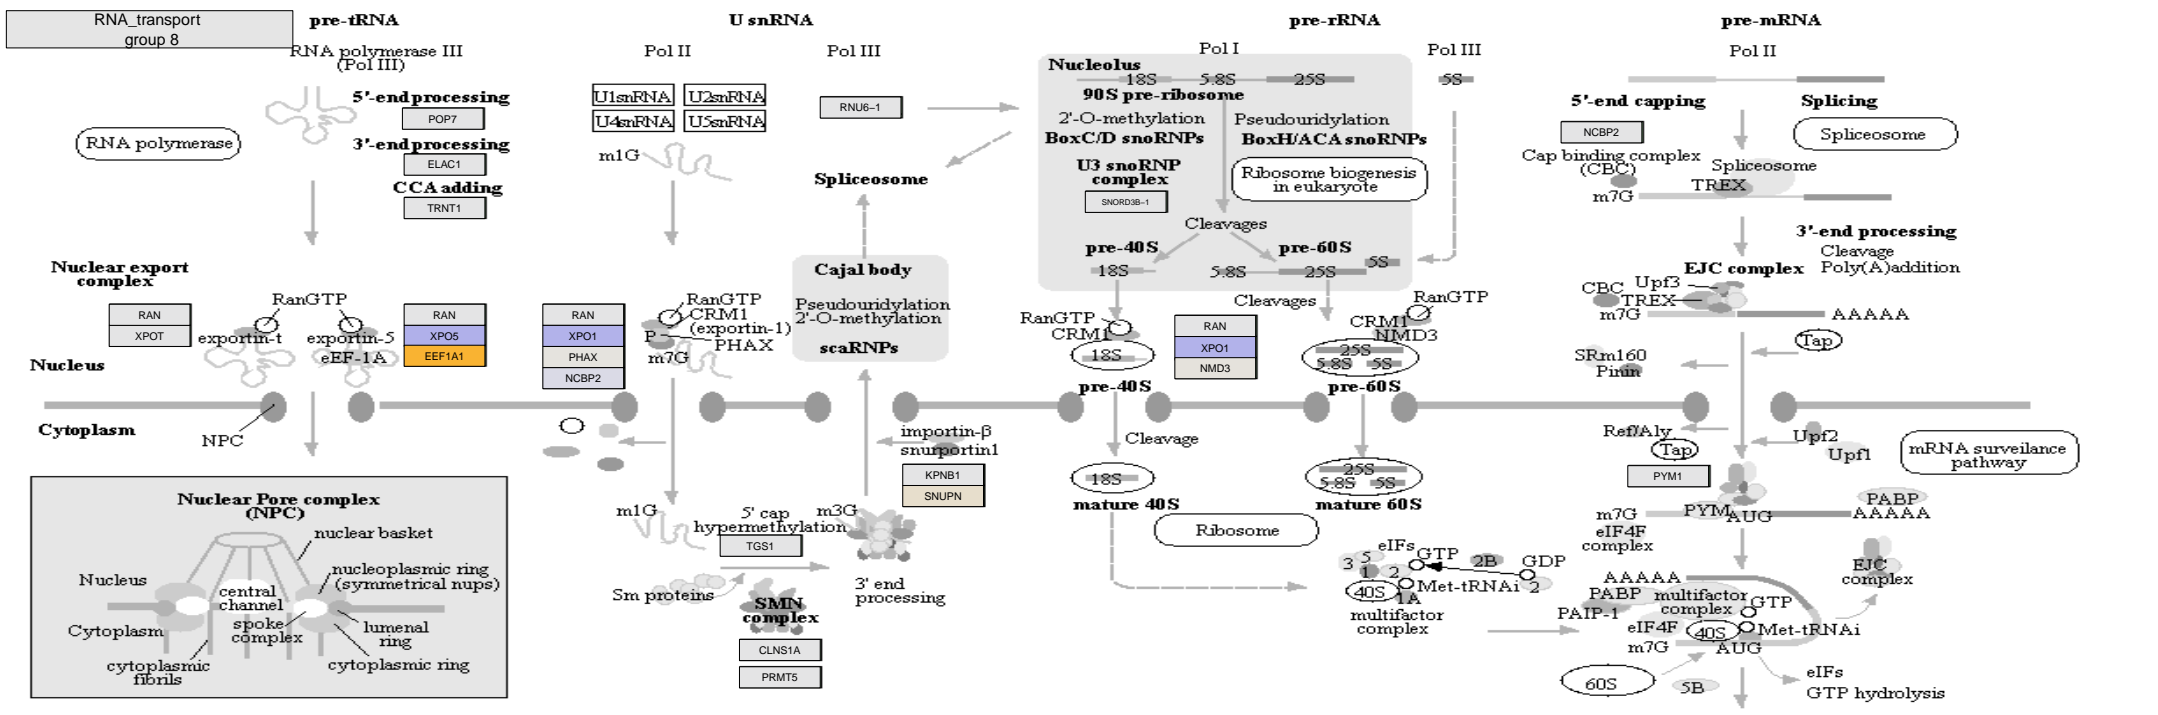 RNA_transport
group 8
pre-tRNA
RNA polymerase III
(Pol III)
5'-end processing
POP7
RNA polymerase
3'-end processing
ELAC1
CCA adding
TRNT1
Nuclear export
complex
RanGTP
RAN
XPOT
exportin-t
exportin-5
eEF-1A
RAN
XPO5
EEF1A1
Nucleus
Cytoplasm
NPC
Nuclear Pore complex
(NPC)
nuclear basket
Nucleus
nucleoplasmic ring
(symmetrical nups)
central
channel
spoke
complex
Cytoplasm
lumenal
ring
cytoplasmic
fibrils
cytoplasmic ring
U snRNA
Pol II
Pol III
U1snRNA
U2snRNA
U4snRNA
U5snRNA
RNU6-1
m1G
Spliceosome
Cajal body
Pseudouridylation
2'-O-methylation
scaRNPs
RAN
XPO1
PHAX
NCBP2
RanGTP
CRM1
(exportin-1)
P
PHAX
m7G
importin-β
snurportin1
KPNB1
SNUPN
m1G
5' cap
hypermethylation
m3G
TGS1
Sm proteins
SMN
complex
3' end
processing
CLNS1A
PRMT5
pre-rRNA
Pol I
Pol III
Nucleolus
18S
5.8S
25S
5S
90S pre-ribosome
2'-O-methylation
Pseudouridylation
BoxC/D snoRNPs
BoxH/ACA snoRNPs
U3 snoRNP
complex
SNORD3B-1
Ribosome biogenesis
in eukaryote
Cleavages
pre-40S
pre-60S
18S
5.8S
25S
5S
Cleavages
RanGTP
CRM1
18S
RAN
XPO1
NMD3
RanGTP
CRM1
NMD3
25S
5.8S
5S
pre-40S
pre-60S
Cleavage
18S
25S
5.8S
5S
mature 40S
mature 60S
Ribosome
eIFs
3
5
1
2
GTP
2B
GDP
2
40S
1A
Met-tRNAi
multifactor
complex
pre-mRNA
Pol II
5'-end capping
Splicing
NCBP2
Spliceosome
Cap binding complex
(CBC)
Spliceosome
TREX
m7G
3'-end processing
Cleavage
Poly(A)addition
EJC complex
CBC
Upf3
TREX
m7G
AAAAA
Tap
SRm160
Pinin
Ref/Aly
Tap
Upf2
Upf1
mRNA surveilance
pathway
PYM1
PABP
m7G
PYM
AUG
AAAAA
eIF4F
complex
EJC
complex
AAAAA
PABP
multifactor
complex
GTP
PAIP-1
eIF4F
40S
Met-tRNAi
m7G
AUG
60S
5B
eIFs
GTP hydrolysis